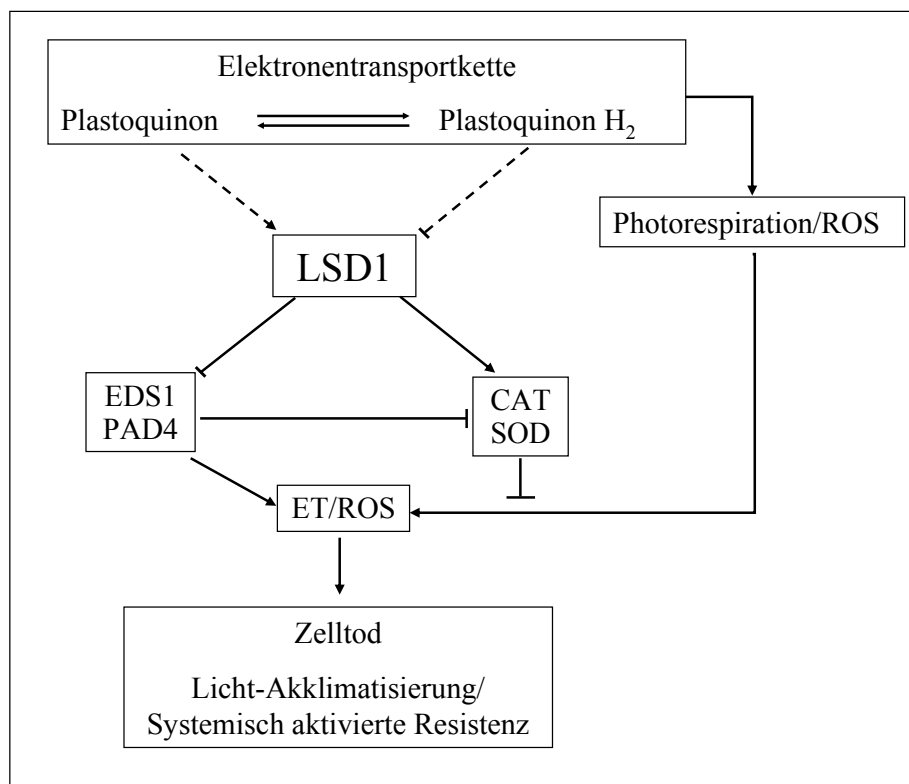 Elektronentransportkette
Plastoquinon Plastoquinon H₂
Photorespiration/ROS
LSD1
EDS1
PAD4
CAT
SOD
ET/ROS
Zelltod
Licht-Akklimatisierung/
Systemisch aktivierte Resistenz